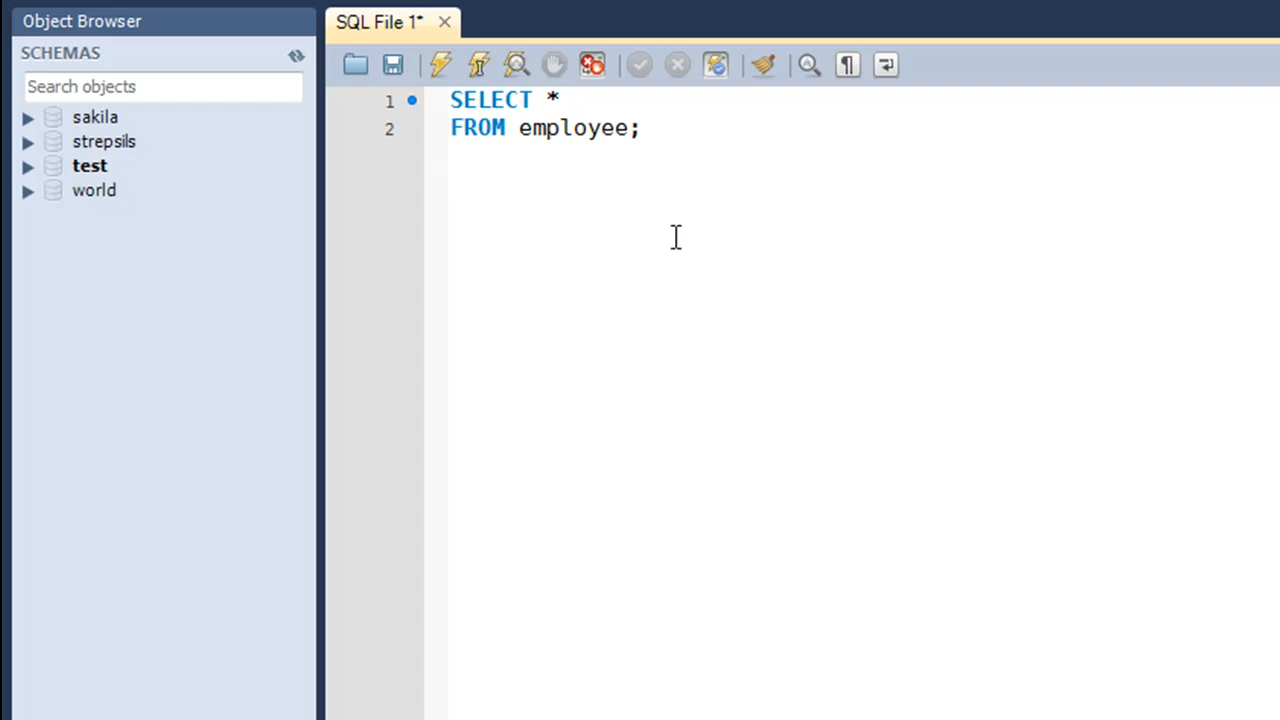 Object Browser
SCHEMAS
Search objects
sakila
strepsils
test
world
SQL File 1*
1 SELECT *
2 FROM employee;